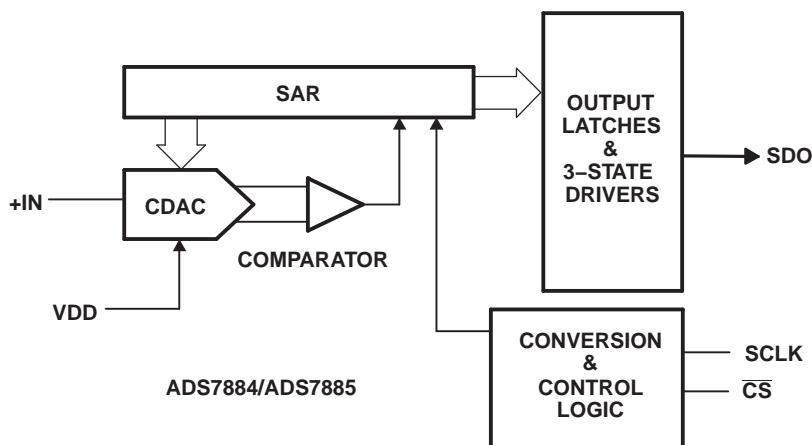 SAR
OUTPUT
LATCHES
&
3–STATE
DRIVERS
SDO
+IN
CDAC
COMPARATOR
VDD
CONVERSION
&
CONTROL
LOGIC
SCLK
CS
ADS7884/ADS7885